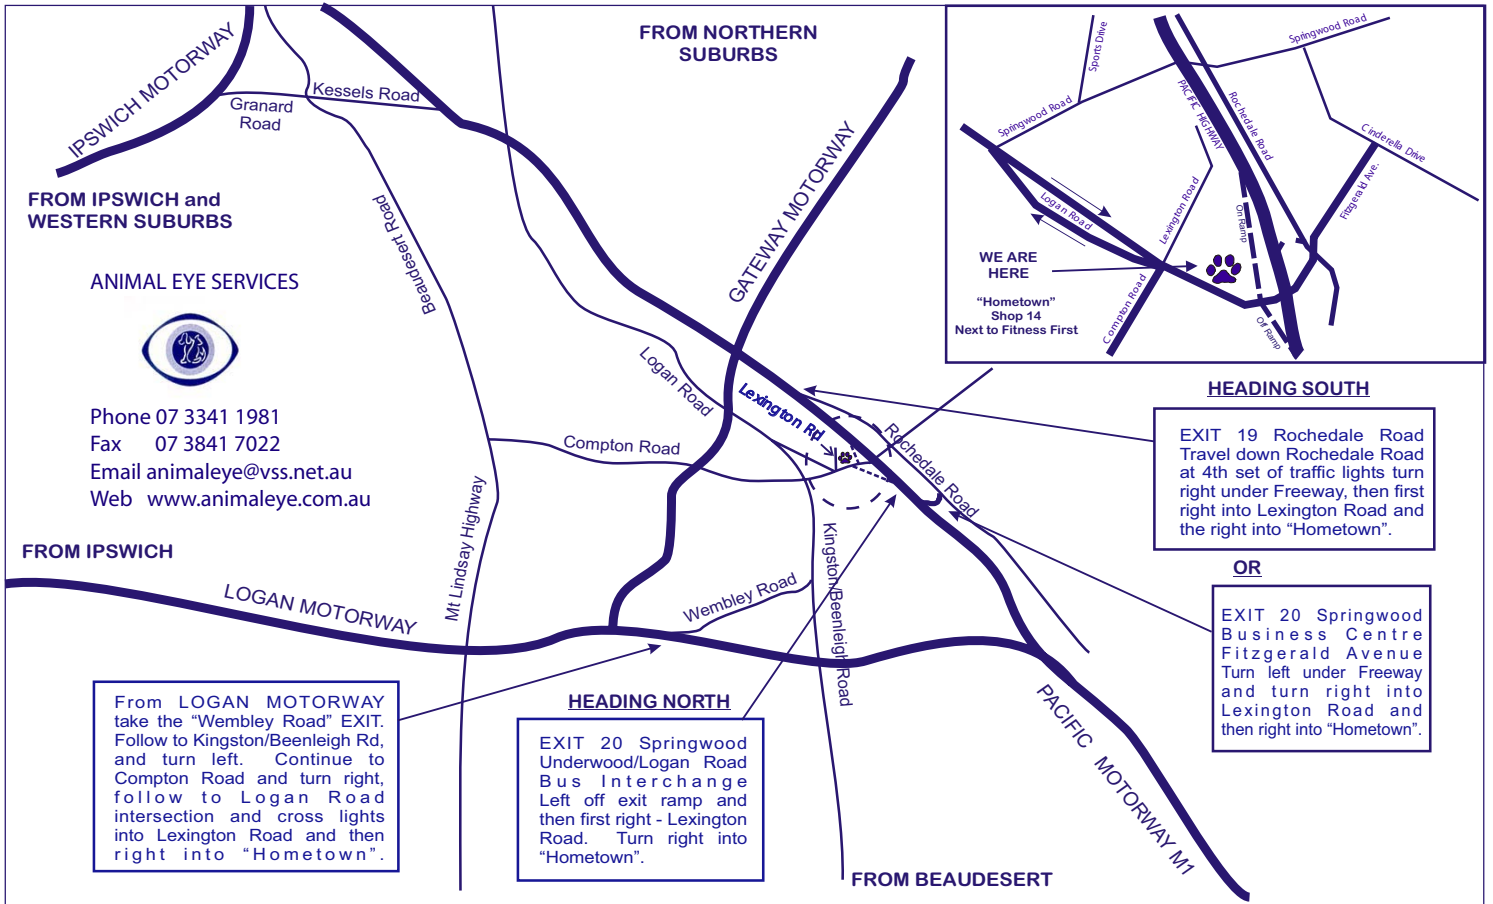 FROM NORTHERN
SUBURBS
IPSWICH MOTORWAY
Granard
Road
Kessels Road
FROM IPSWICH and
WESTERN SUBURBS
Beaudesert Road
GATEWAY MOTORWAY
ANIMAL EYE SERVICES
Phone 07 3341 1981
Fax 07 3841 7022
Email animaleye@vss.net.au
Web www.animaleye.com.au
Logan Road
Lexington Rd
Rochedale Road
Compton Road
Mt Lindsay Highway
Kingston/Beenleigh Road
Wembley Road
FROM IPSWICH
LOGAN MOTORWAY
PACIFIC MOTORWAY M1
FROM BEAUDESERT
Sports Drive
Springwood Road
Springwood Road
PACIFIC HIGHWAY
Rochedale Road
Cinderella Drive
Fitzgerald Ave.
Logan Road
Lexington Road
On Ramp
Off Ramp
Compton Road
WE ARE
HERE
“Hometown”
Shop 14
Next to Fitness First
HEADING SOUTH
EXIT 19 Rochedale Road
Travel down Rochedale Road
at 4th set of traffic lights turn
right under Freeway, then first
right into Lexington Road and
the right into “Hometown”.
OR
EXIT 20 Springwood
Business Centre
Fitzgerald Avenue
Turn left under Freeway
and turn right into
Lexington Road and
then right into “Hometown”.
HEADING NORTH
EXIT 20 Springwood
Underwood/Logan Road
Bus Interchange
Left off exit ramp and
then first right - Lexington
Road. Turn right into
“Hometown”.
From LOGAN MOTORWAY
take the “Wembley Road” EXIT.
Follow to Kingston/Beenleigh Rd,
and turn left. Continue to
Compton Road and turn right,
follow to Logan Road
intersection and cross lights
into Lexington Road and then
right into “Hometown”.